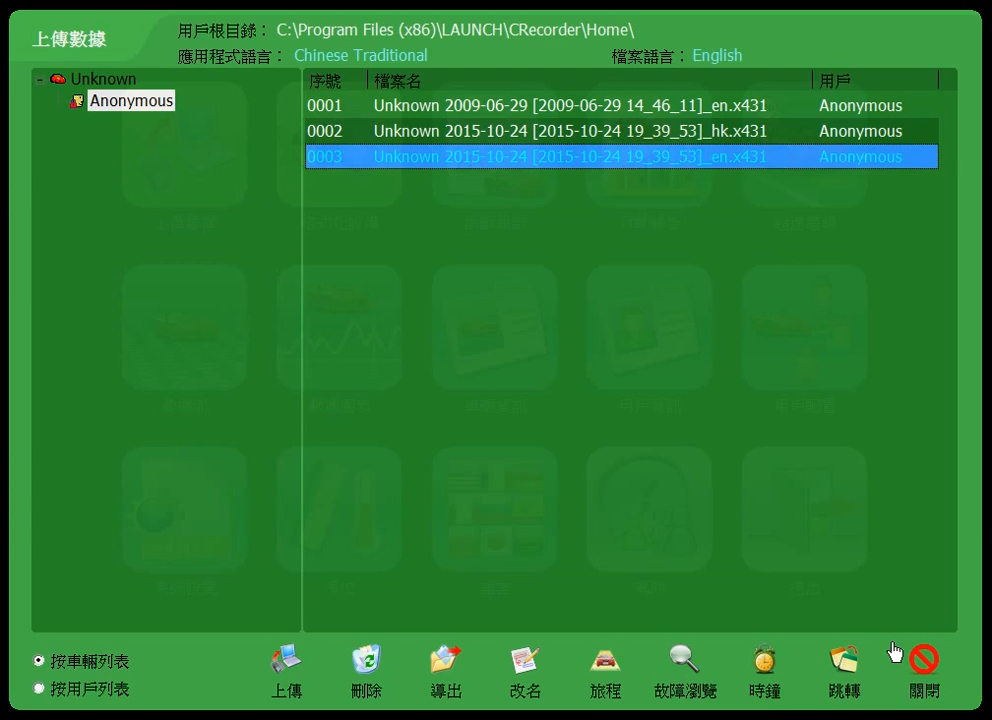 上傳數據
用戶根目錄： C:\Program Files (x86)\LAUNCH\CRecorder\Home\
應用程式語言： Chinese Traditional 檔案語言： English
Unknown
Anonymous
序號 檔案名 用戶
0001 Unknown 2009-06-29 [2009-06-29 14_46_11]_en.x431 Anonymous
0002 Unknown 2015-10-24 [2015-10-24 19_39_53]_hk.x431 Anonymous
0003 Unknown 2015-10-24 [2015-10-24 19_39_53]_en.x431 Anonymous
按車輛列表
按用戶列表
上傳 刪除 導出 改名 旅程 故障瀏覽 時鐘 跳轉 關閉